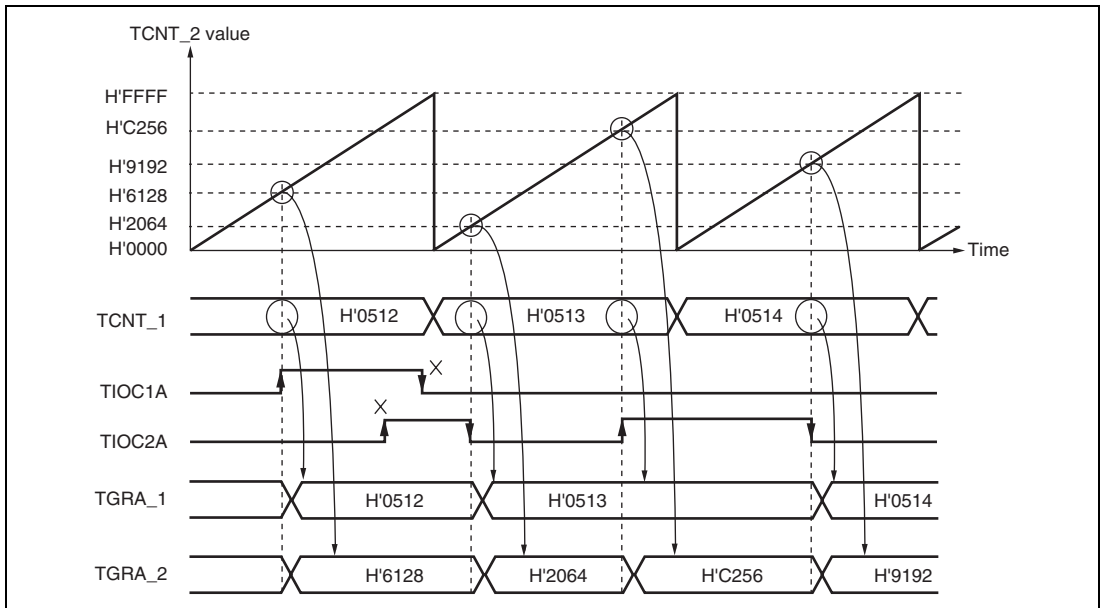 TCNT_2 value
H'FFFF
H'C256
H'9192
H'6128
H'2064
H'0000
Time
TCNT_1
H'0512
H'0513
H'0514
TIOC1A
TIOC2A
TGRA_1
H'0512
H'0513
H'0514
TGRA_2
H'6128
H'2064
H'C256
H'9192